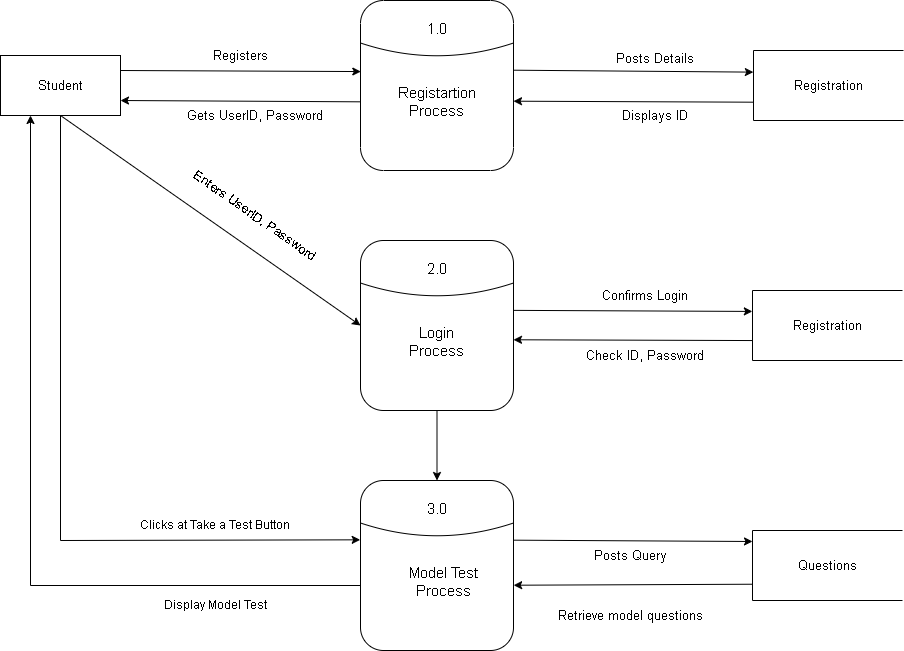 1.0
Registers
Posts Details
Student
Registartion
Process
Registration
Gets UserID, Password
Displays ID
Enters UserID, Password
2.0
Confirms Login
Login
Process
Registration
Check ID, Password
3.0
Clicks at Take a Test Button
Posts Query
Model Test
Process
Questions
Display Model Test
Retrieve model questions